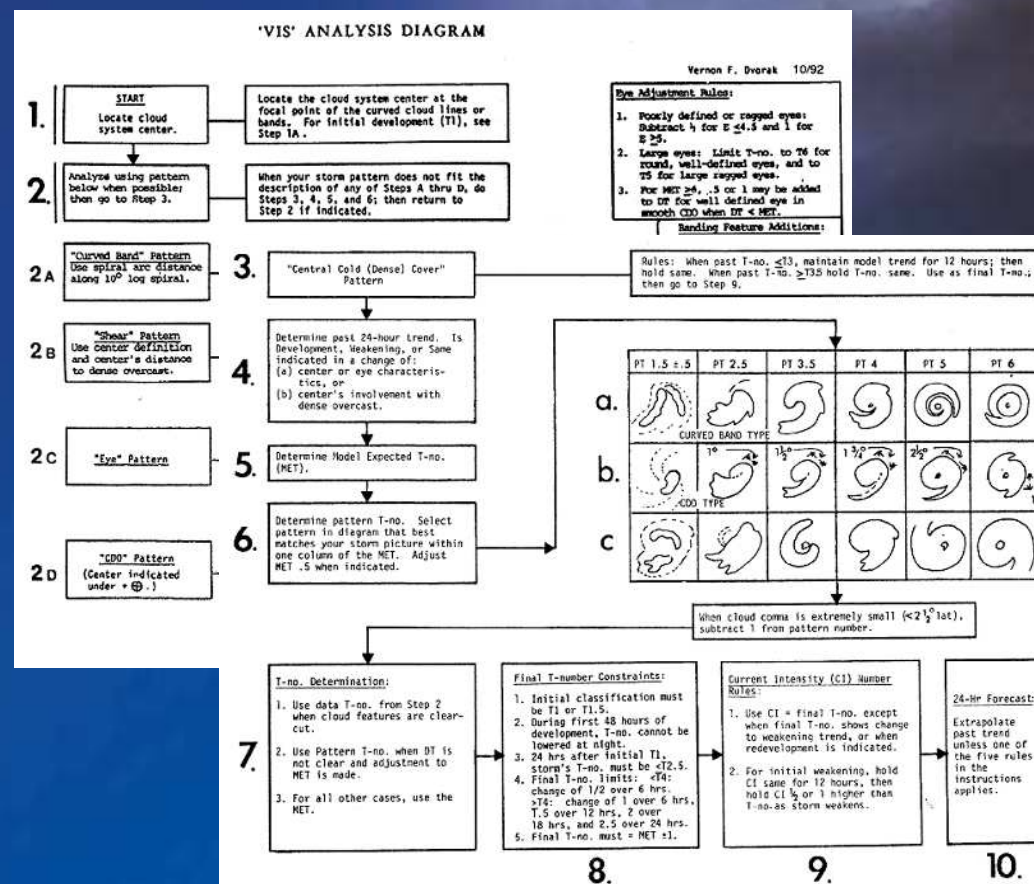 'VIS' ANALYSIS DIAGRAM
Vernon F. Dvorak 10/92
1.
START
Locate cloud
system center.
Locate the cloud system center at the
focal point of the curved cloud lines or
bands. For initial development (T1), see
Step 1A.
Eye Adjustment Rules:
1. Poorly defined or ragged eyes:
Subtract ½ for E ≤4.5 and 1 for
E ≥5.
2. Large eyes: Limit T-no. to T6 for
round, well-defined eyes, and to
T5 for large ragged eyes.
3. For MET ≥6, .5 or 1 may be added
to DT for well defined eye in
smooth CDO when DT < MET.
Banding Feature Additions:
2.
Analyze using pattern
below when possible;
then go to Step 3.
When your storm pattern does not fit the
description of any of Steps A thru D, do
Steps 3, 4, 5, and 6; then return to
Step 2 if indicated.
2A
"Curved Band" Pattern
Use spiral arc distance
along 10° log spiral.
2B
"Shear" Pattern
Use center definition
and center's distance
to dense overcast.
2C
"Eye" Pattern
2D
"CDO" Pattern
(Center indicated
under + ⊕.)
3.
"Central Cold (Dense) Cover"
Pattern
Rules: When past T-no. ≤T3, maintain model trend for 12 hours; then
hold same. When past T-no. ≥T3.5 hold T-no. same. Use as final T-no.;
then go to Step 9.
4.
Determine past 24-hour trend. Is
Development, Weakening, or Same
indicated in a change of:
(a) center or eye characteris-
tics, or
(b) center's involvement with
dense overcast.
5.
Determine Model Expected T-no.
(MET).
6.
Determine pattern T-no. Select
pattern in diagram that best
matches your storm picture within
one column of the MET. Adjust
MET .5 when indicated.
PT 1.5 ±.5 PT 2.5 PT 3.5 PT 4 PT 5 PT 6
a.
CURVED BAND TYPE
b.
1° 1½° 1¾° 2½°
CDO TYPE
C
When cloud comma is extremely small (<2½° lat),
subtract 1 from pattern number.
7.
T-no. Determination:
1. Use data T-no. from Step 2
when cloud features are clear-
cut.
2. Use Pattern T-no. when DT is
not clear and adjustment to
MET is made.
3. For all other cases, use the
MET.
Final T-number Constraints:
1. Initial classification must
be T1 or T1.5.
2. During first 48 hours of
development, T-no. cannot be
lowered at night.
3. 24 hrs after initial T1,
storm's T-no. must be <T2.5.
4. Final T-no. limits: <T4:
change of 1/2 over 6 hrs.
>T4: change of 1 over 6 hrs,
T.5 over 12 hrs, 2 over
18 hrs, and 2.5 over 24 hrs.
5. Final T-no. must = MET ±1.
8.
Current Intensity (CI) Number
Rules:
1. Use CI = final T-no. except
when final T-no. shows change
to weakening trend, or when
redevelopment is indicated.
2. For initial weakening, hold
CI same for 12 hours, then
hold CI ½ or 1 higher than
T-no. as storm weakens.
9.
24-Hr Forecast:
Extrapolate
past trend
unless one of
the five rules
in the
instructions
applies.
10.